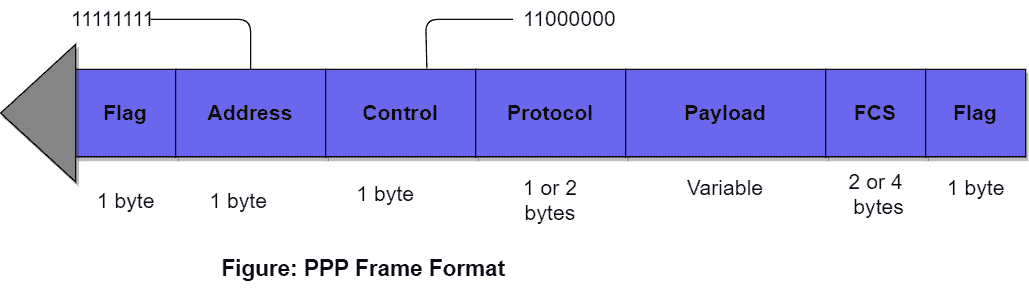 11111111
11000000
Flag
Address
Control
Protocol
Payload
FCS
Flag
1 byte
1 byte
1 byte
1 or 2
bytes
Variable
2 or 4
bytes
1 byte
Figure: PPP Frame Format